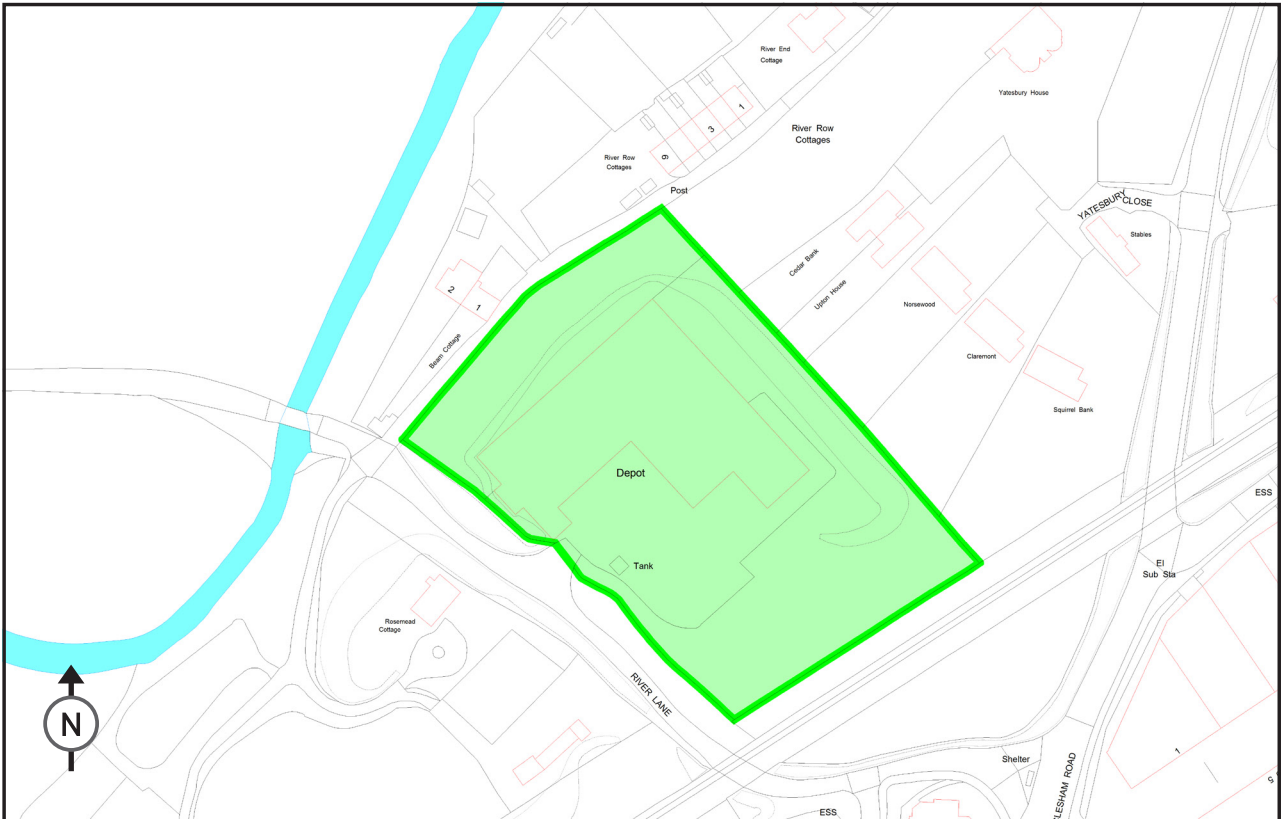 River End
Cottage
Yatesbury House
1
3
6
River Row
Cottages
River Row
Cottages
Post
YATESBURY CLOSE
Stables
Cedar Bank
Upton House
2
1
Norsewood
Beam Cottage
Claremont
Squirrel Bank
Depot
ESS
Tank
El
Sub Sta
Rosemead
Cottage
RIVER LANE
N
Shelter
1
LESHAM ROAD
ESS